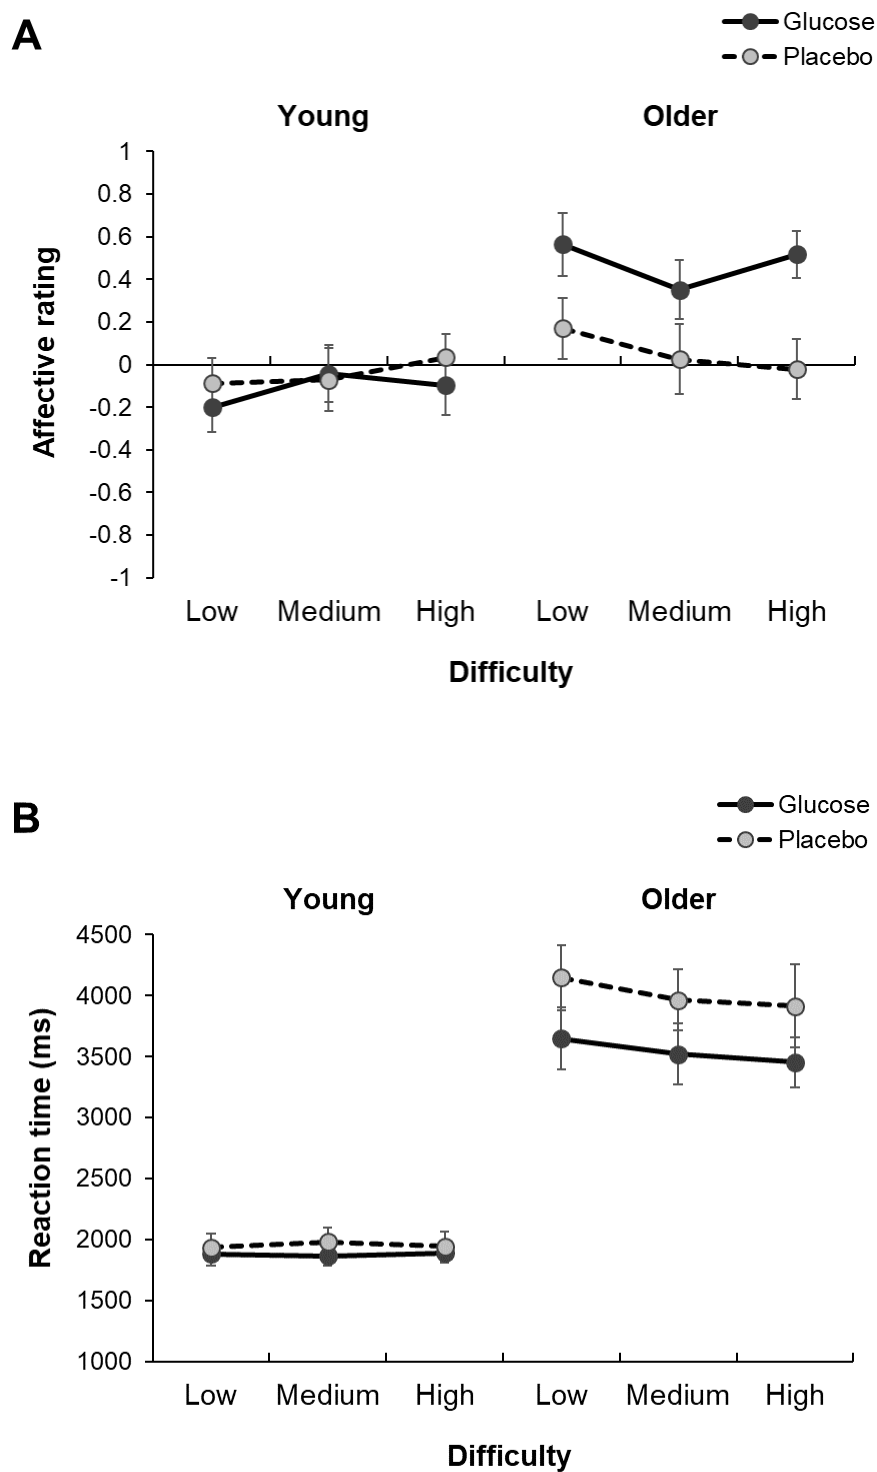 A
Glucose
Placebo
Young Older
1
0.8
0.6
0.4
0.2
0
-0.2
-0.4
-0.6
-0.8
-1
Affective rating
Low Medium High Low Medium High
Difficulty
B
Glucose
Placebo
Young Older
4500
4000
3500
3000
2500
2000
1500
1000
Reaction time (ms)
Low Medium High Low Medium High
Difficulty